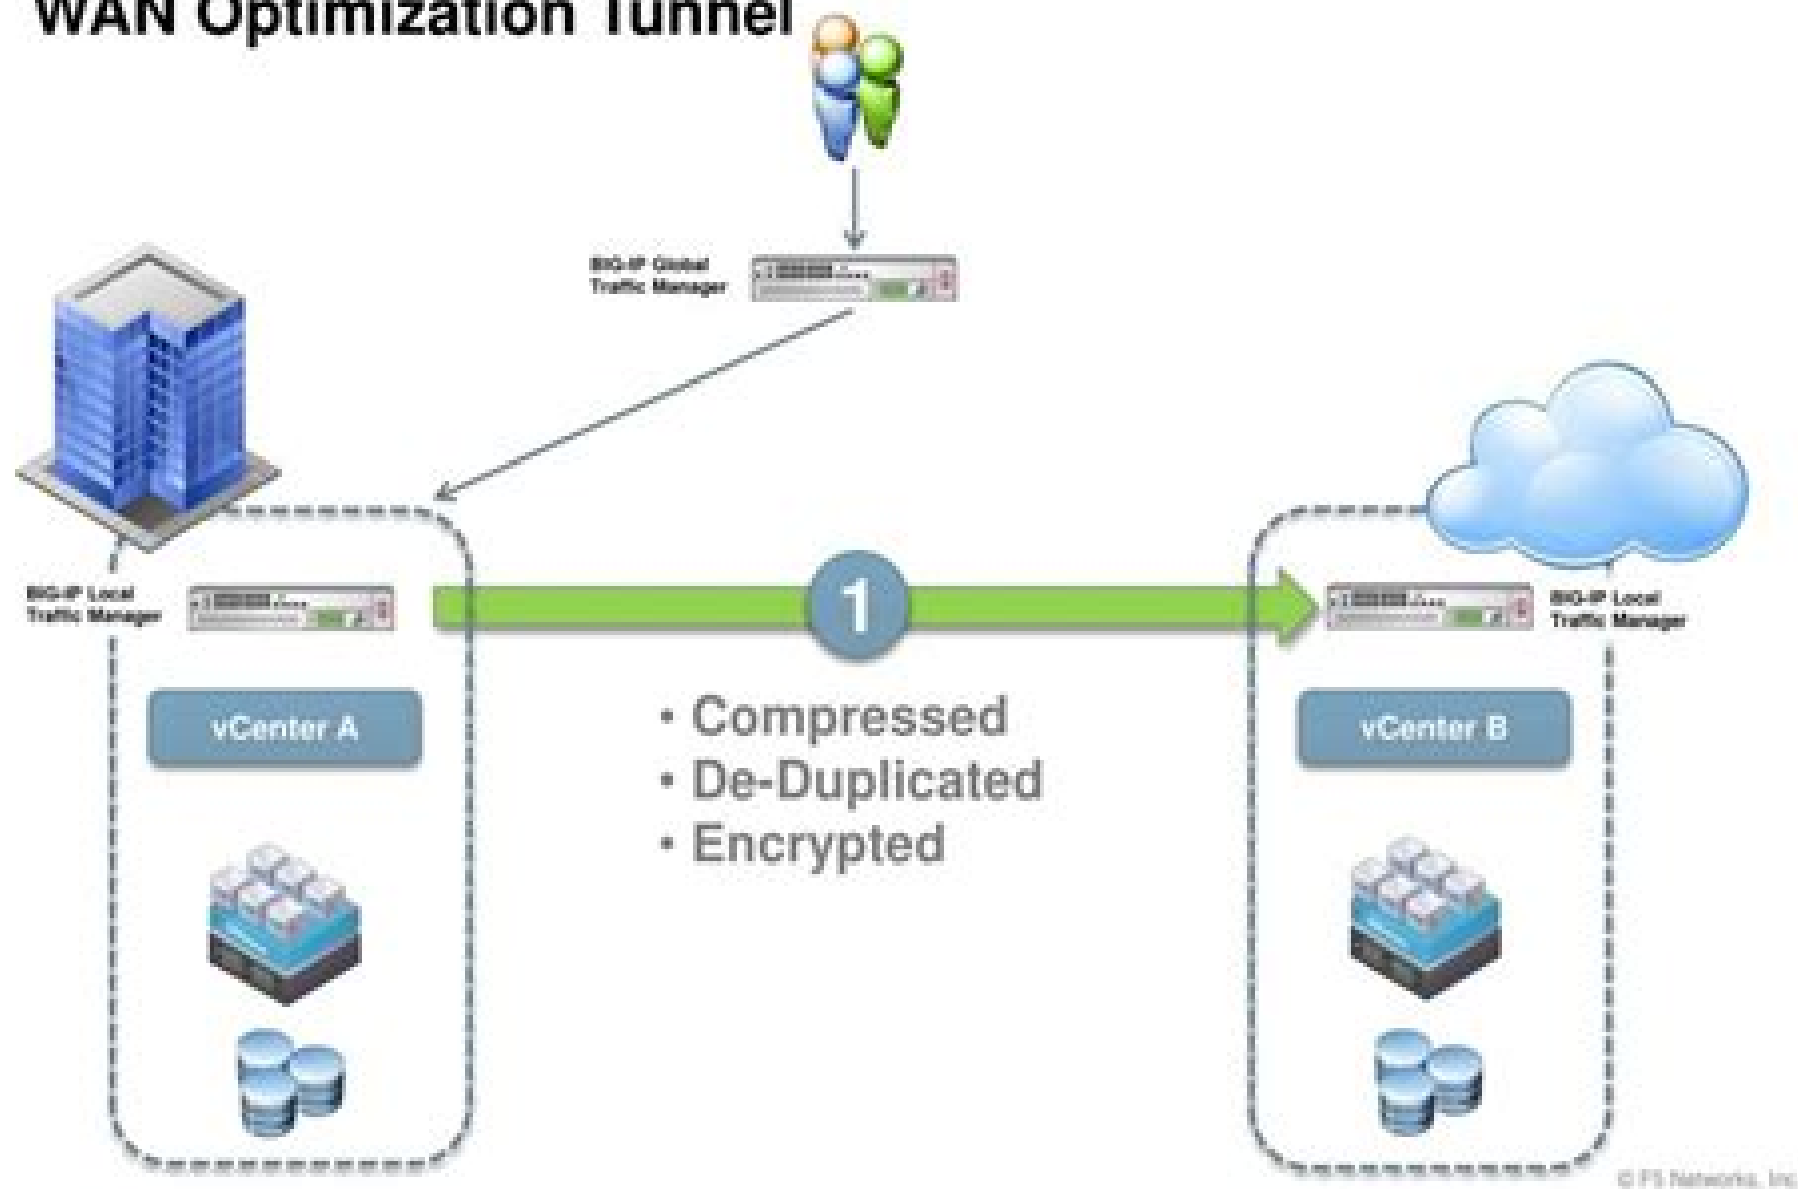 WAN Optimization Tunnel
BIG-IP Global
Traffic Manager
BIG-IP Local
Traffic Manager
1
BIG-IP Local
Traffic Manager
vCenter A
• Compressed
• De-Duplicated
• Encrypted
vCenter B
© F5 Networks, Inc